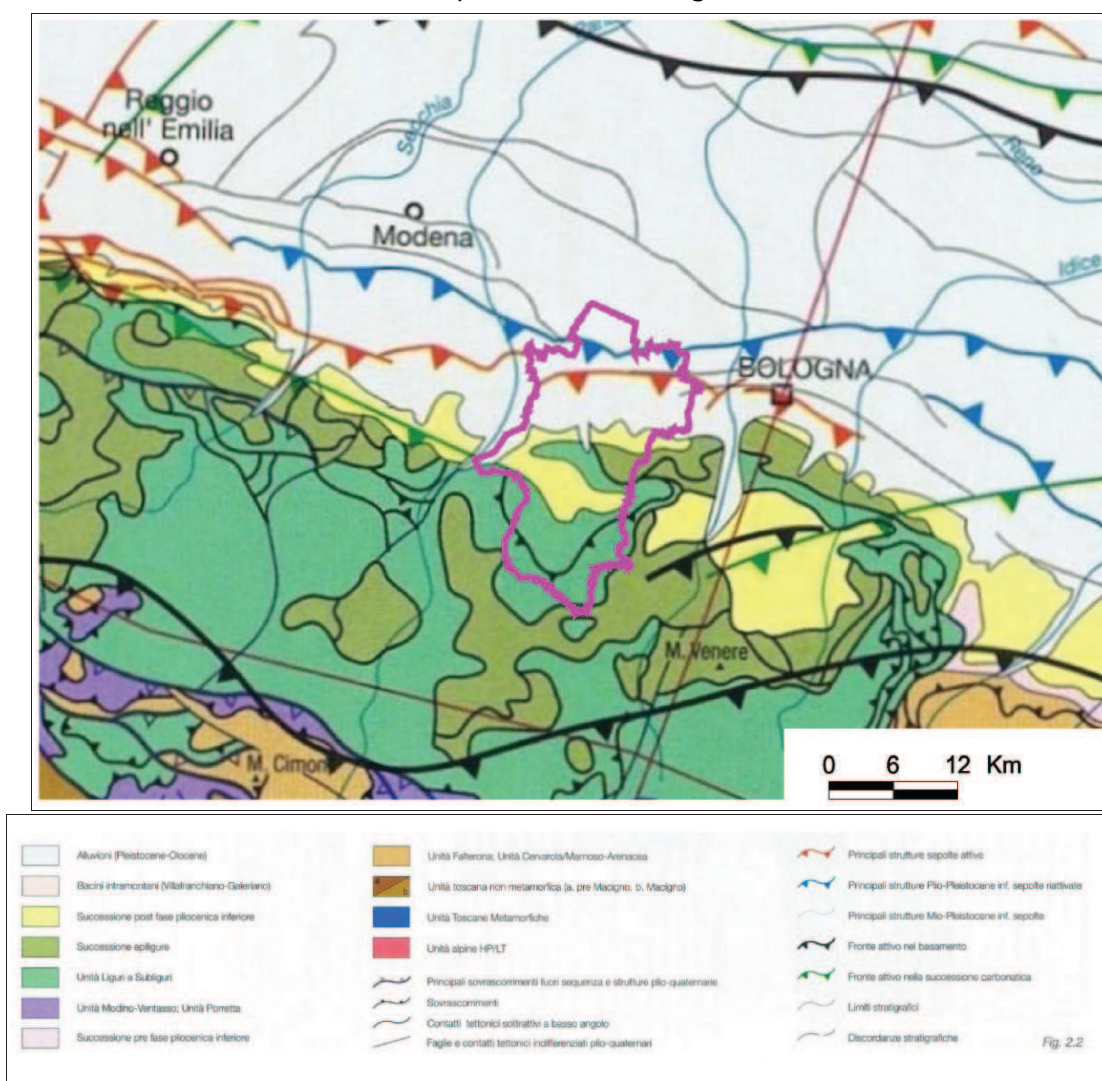 Reggio
nell' Emilia
Secchia
Modena
Reno
Idice
BOLOGNA
M. Venere
M. Cimone
0 6 12 Km
Alluvioni (Pleistocene-Olocene)
Bacini intramontani (Villafranchiano-Galeriano)
Successione post fase pliocenica inferiore
Successione epiligure
Unità Liguri e Subliguri
Unità Modino-Ventasso; Unità Porretta
Successione pre fase pliocenica inferiore
Unità Falterona; Unità Cervarola/Marnoso-Arenacea
a
b
Unità toscana non metamorfica (a. pre Macigno, b. Macigno)
Unità Toscane Metamorfiche
Unità alpine HP/LT
Principali sovrascorrimenti fuori sequenza e strutture plio-quaternarie
Sovrascorrimenti
Contatti tettonici sottrattivi a basso angolo
Faglie e contatti tettonici indifferenziati plio-quaternari
Principali strutture sepolte attive
Principali strutture Plio-Pleistocene inf. sepolte riattivate
Principali strutture Mio-Pleistocene inf. sepolte
Fronte attivo nel basamento
Fronte attivo nella successione carbonatica
Limiti stratigrafici
Discordanze stratigrafiche
Fig. 2.2